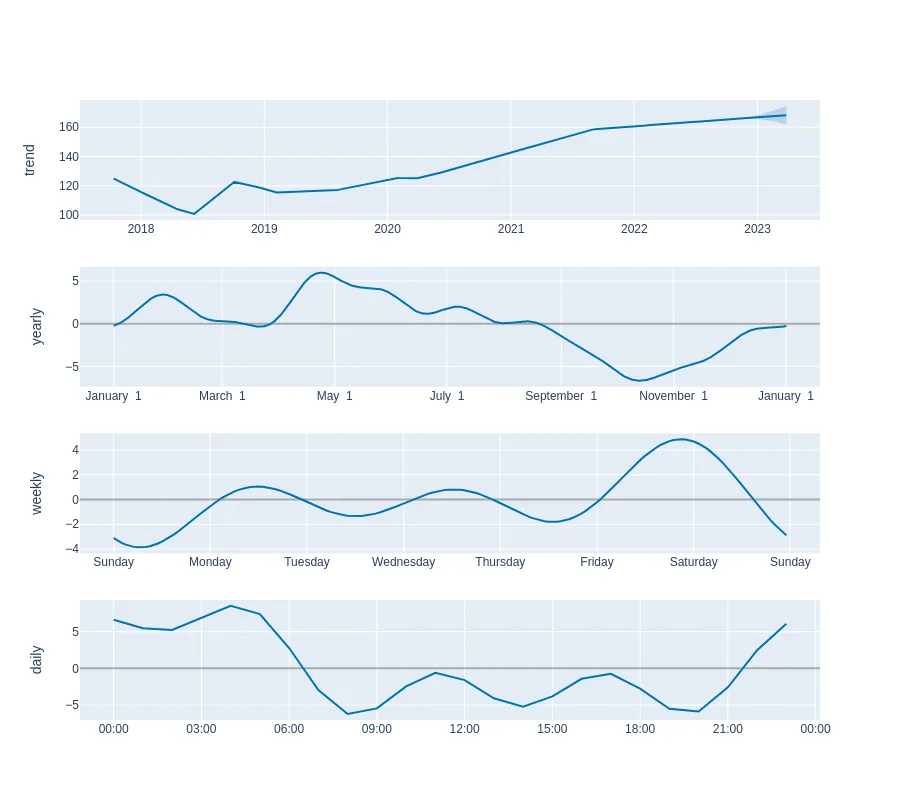 trend
160
140
120
100
2018 2019 2020 2021 2022 2023
yearly
5
0
−5
January 1 March 1 May 1 July 1 September 1 November 1 January 1
weekly
4
2
0
−2
−4
Sunday Monday Tuesday Wednesday Thursday Friday Saturday Sunday
daily
5
0
−5
00:00 03:00 06:00 09:00 12:00 15:00 18:00 21:00 00:00